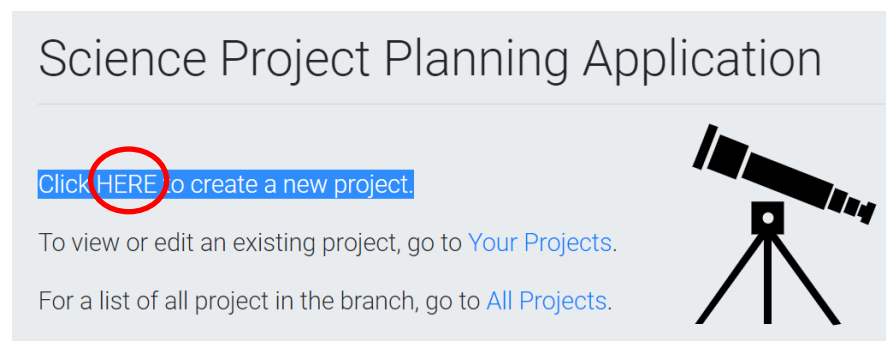 Science Project Planning Application
Click HERE to create a new project.
To view or edit an existing project, go to Your Projects.
For a list of all project in the branch, go to All Projects.